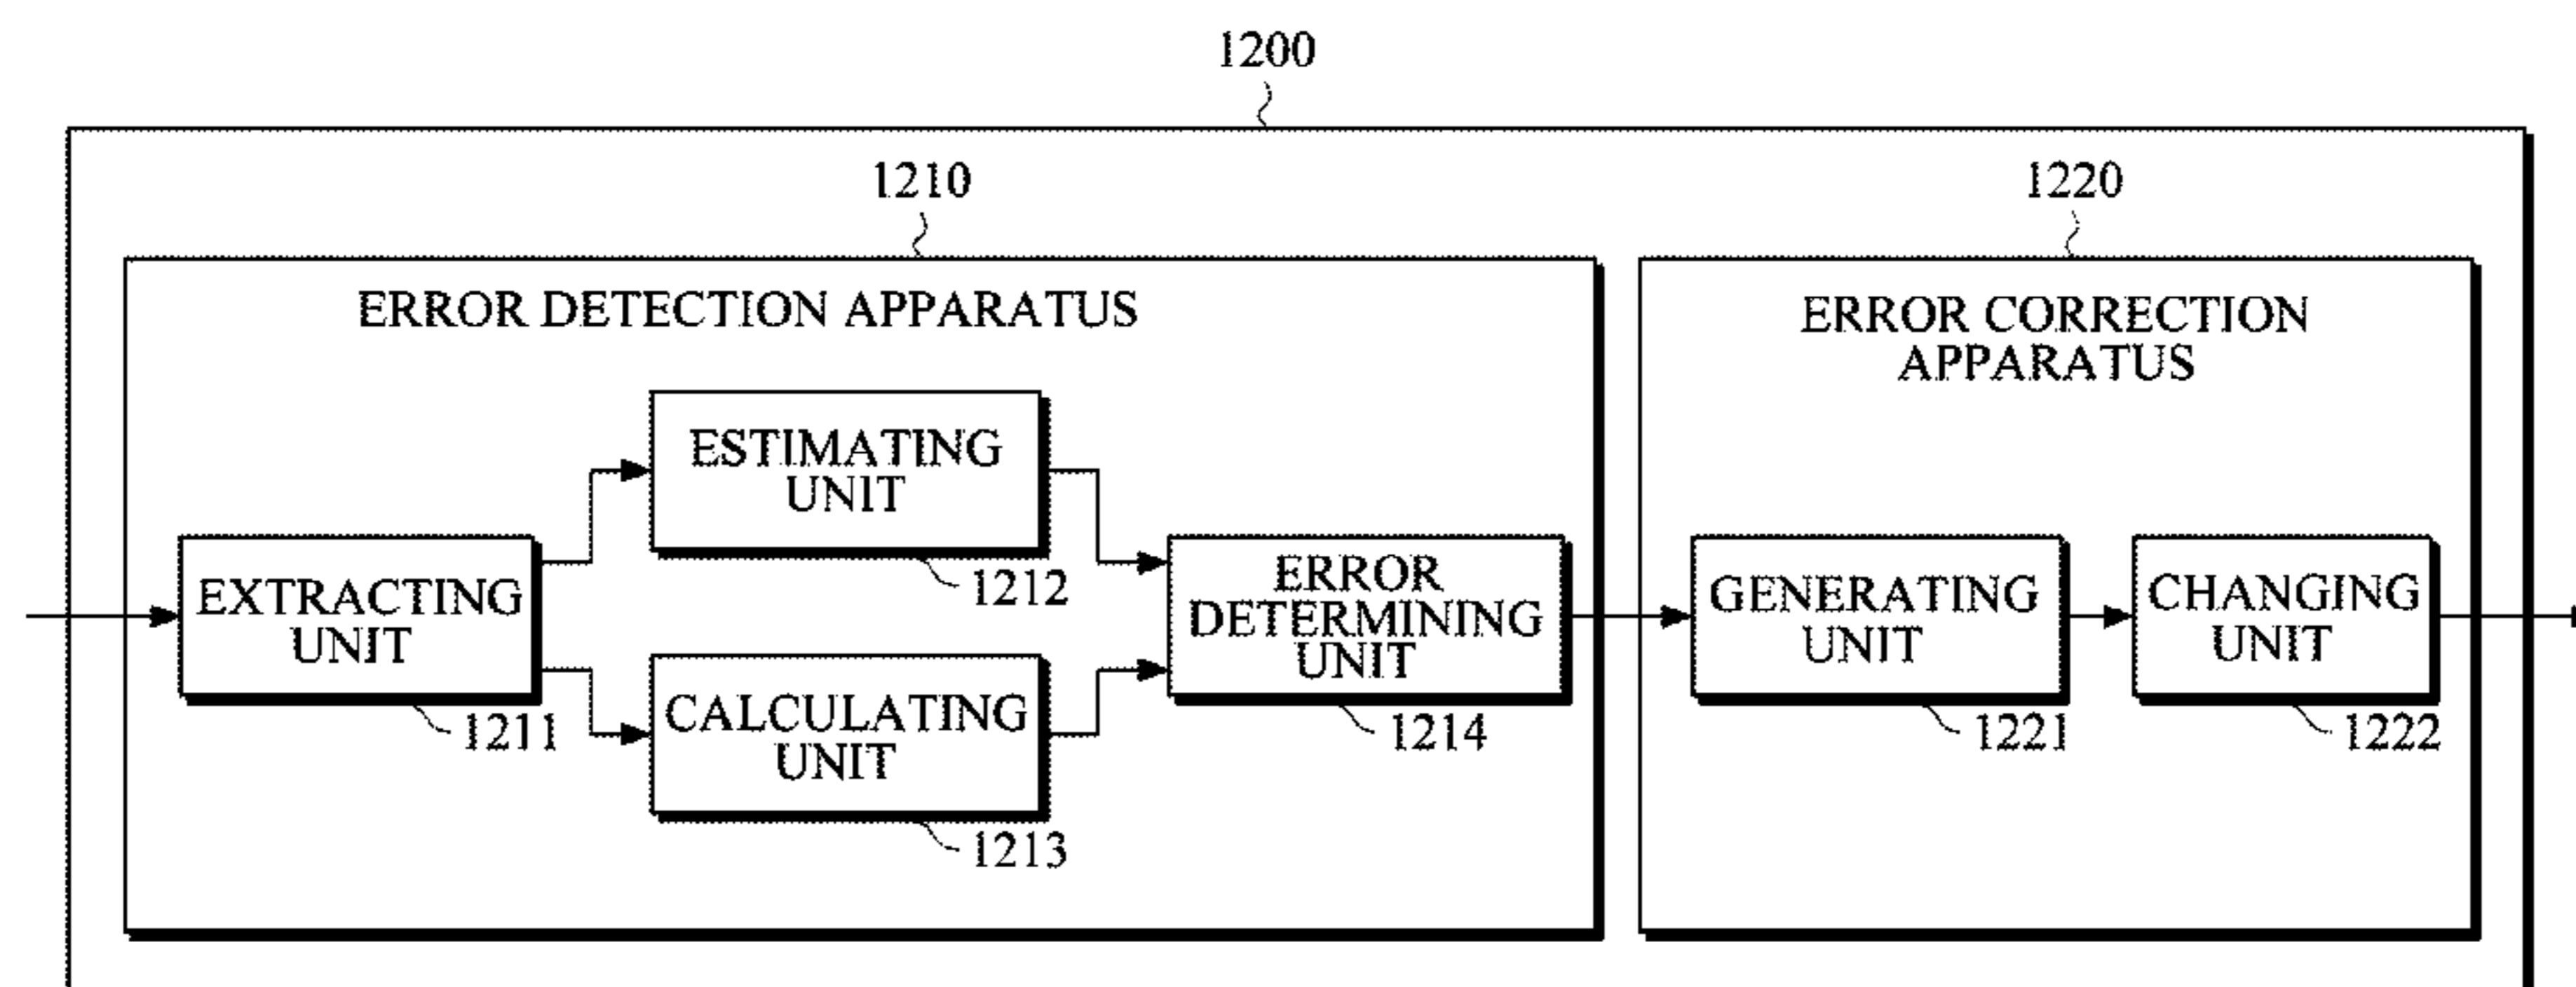 1200
1210
1220
ERROR DETECTION APPARATUS
ERROR CORRECTION
APPARATUS
ESTIMATING
UNIT
1212
EXTRACTING
UNIT
1211
CALCULATING
UNIT
1213
ERROR
DETERMINING
UNIT
1214
GENERATING
UNIT
1221
CHANGING
UNIT
1222